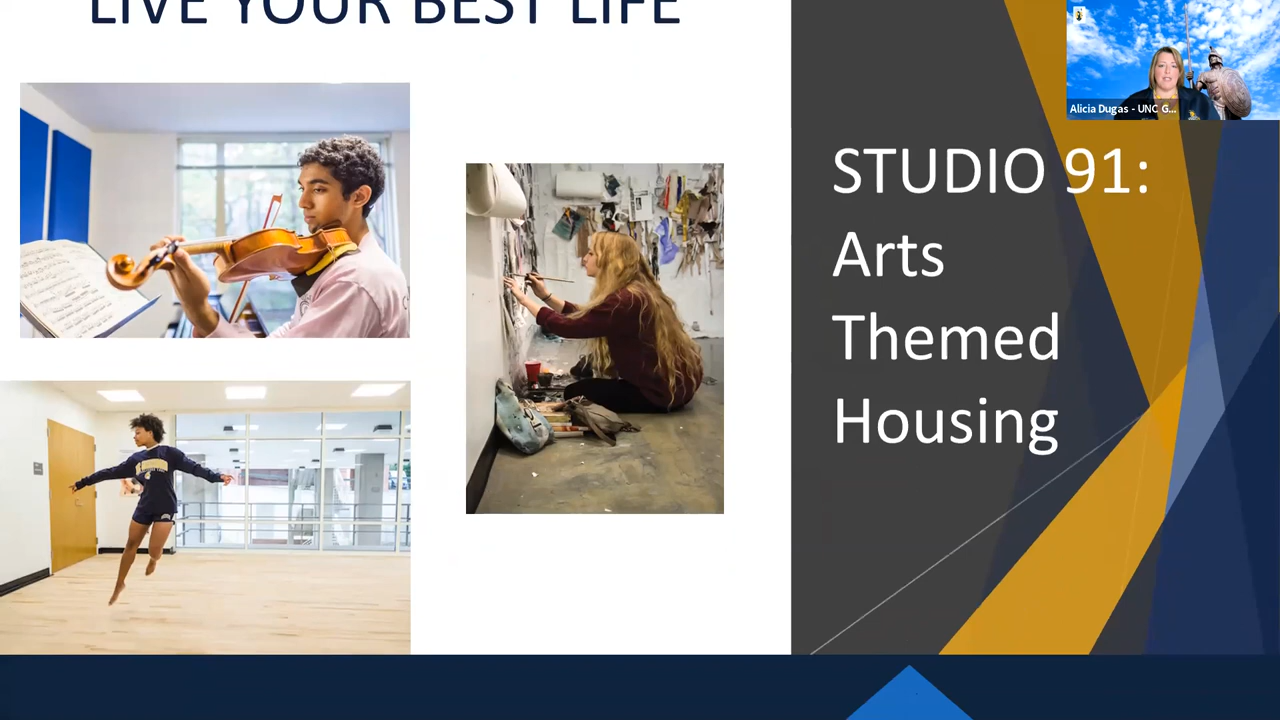 LIVE YOUR BEST LIFE
Alicia Dugas - UNC G...
STUDIO 91:
Arts
Themed
Housing